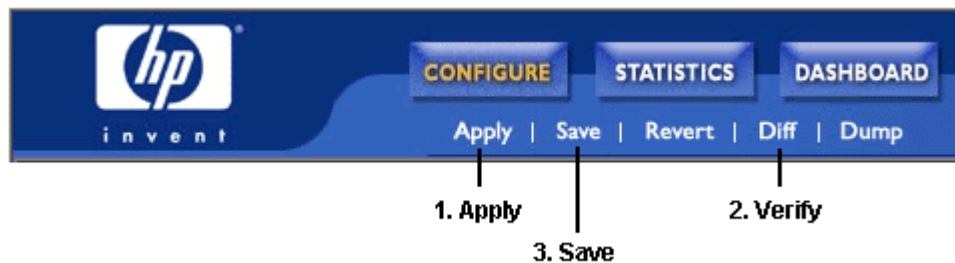 hp
invent
CONFIGURE STATISTICS DASHBOARD
Apply | Save | Revert | Diff | Dump
1. Apply 2. Verify
3. Save